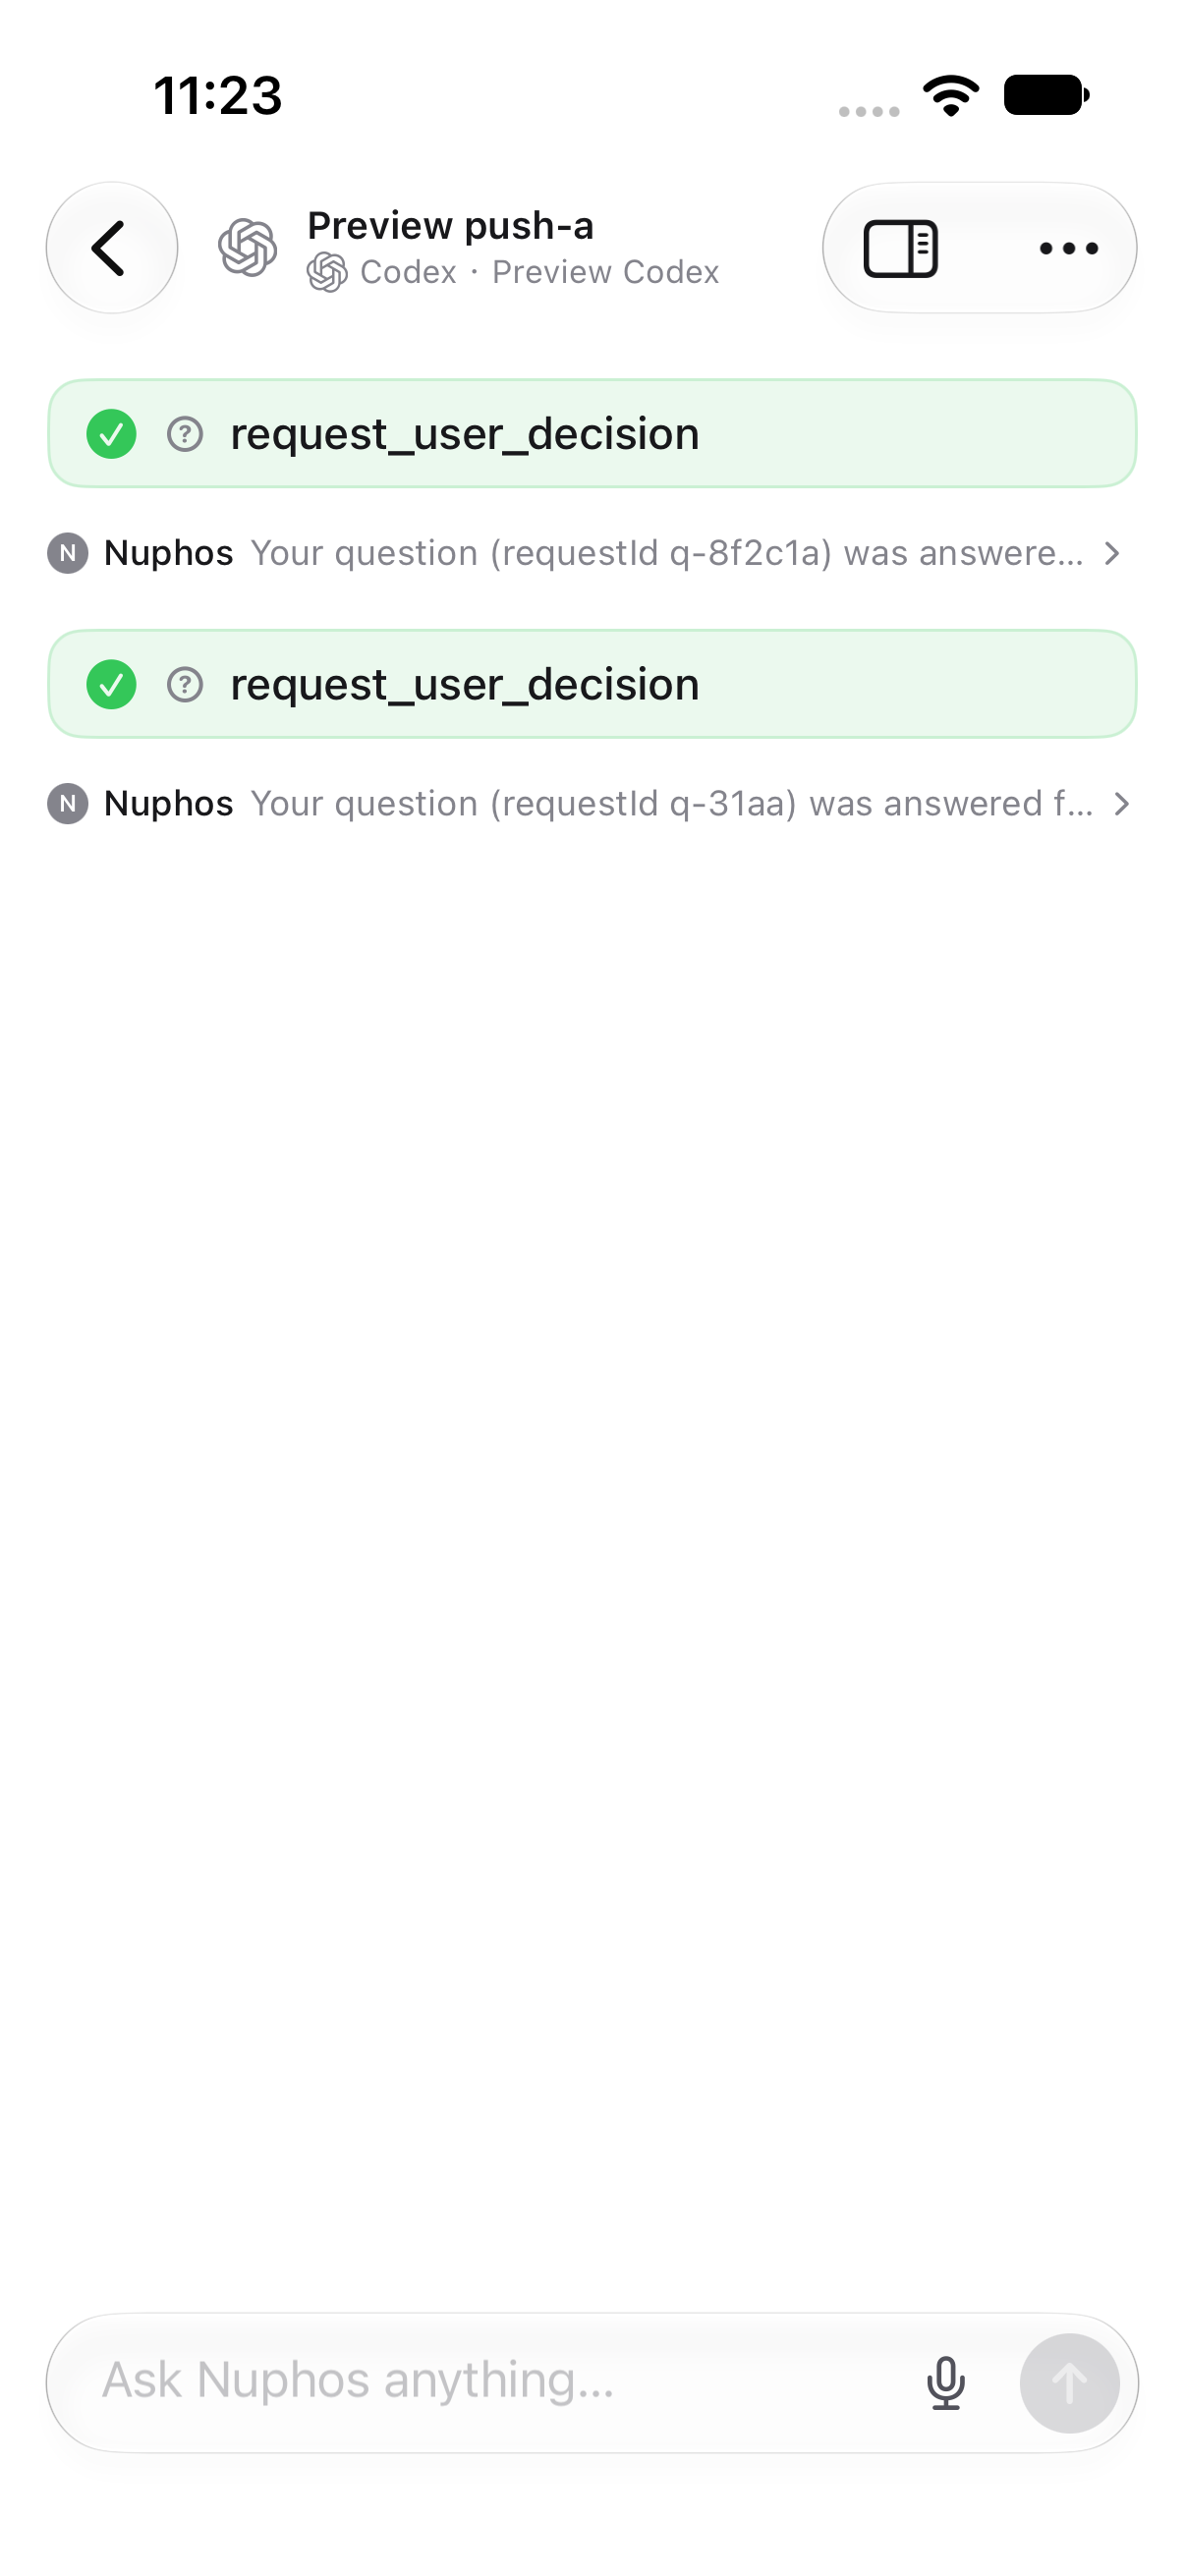 11:23
Preview push-a
Codex · Preview Codex
request_user_decision
N Nuphos Your question (requestId q-8f2c1a) was answere...
request_user_decision
N Nuphos Your question (requestId q-31aa) was answered f...
Ask Nuphos anything...